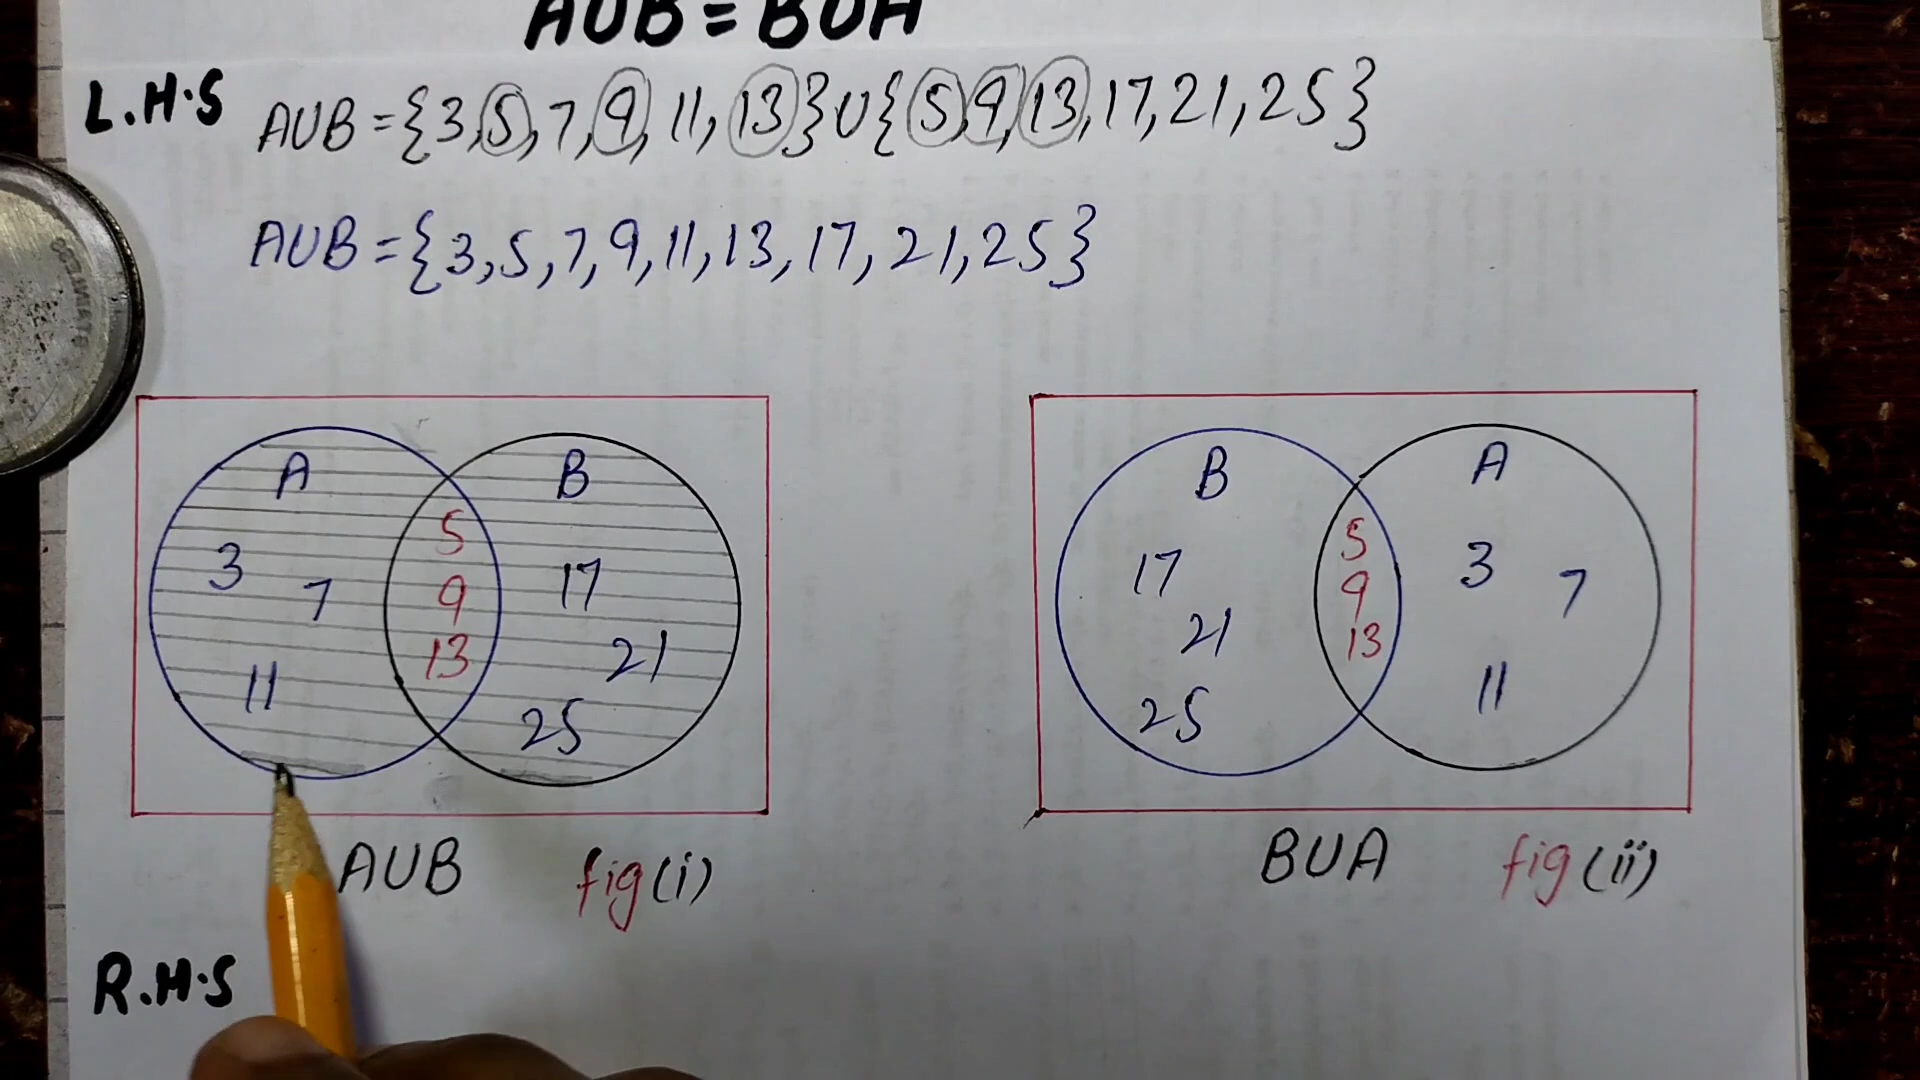 AUB = BUA
L.H.S AUB = {3, 5, 7, 9, 11, 13} U {5, 9, 13, 17, 21, 25}
AUB = {3, 5, 7, 9, 11, 13, 17, 21, 25}
A B
5
3 7 9 17
13 21
11 25
AUB fig (i)
B A
5
17 9 3 7
21 13
25 11
BUA fig (ii)
R.H.S